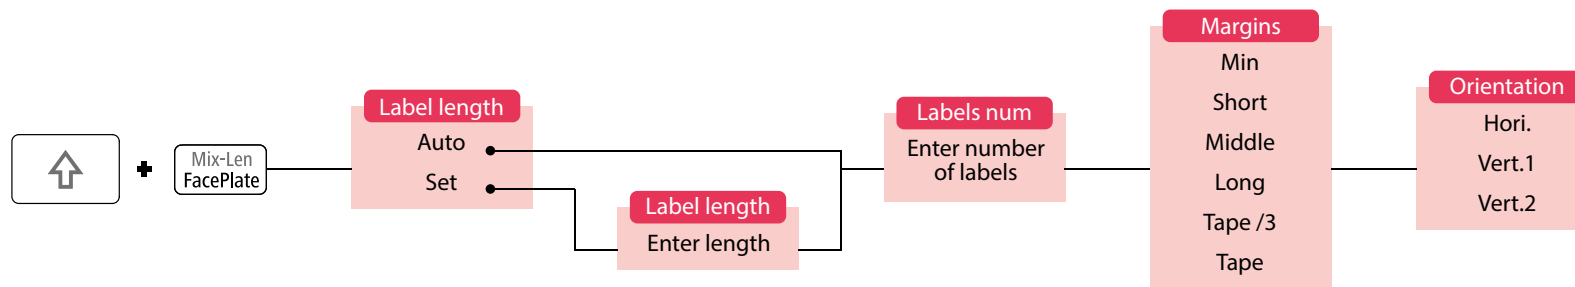 Mix-Len
FacePlate
Label length
Auto
Set
Label length
Enter length
Labels num
Enter number
of labels
Margins
Min
Short
Middle
Long
Tape /3
Tape
Orientation
Hori.
Vert.1
Vert.2